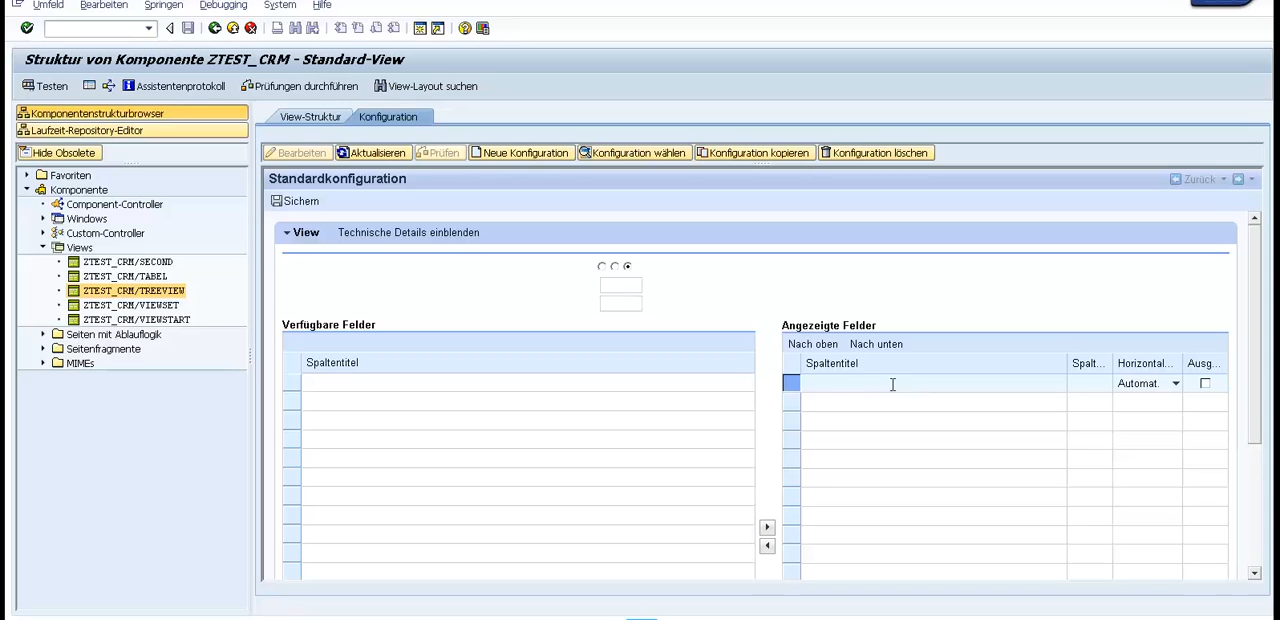 Umfeld Bearbeiten Springen Debugging System Hilfe
Struktur von Komponente ZTEST_CRM - Standard-View
Testen Assistentenprotokoll Prüfungen durchführen View-Layout suchen
Komponentenstrukturbrowser
Laufzeit-Repository-Editor
Hide Obsolete
Favoriten
Komponente
Component-Controller
Windows
Custom-Controller
Views
ZTEST_CRM/SECOND
ZTEST_CRM/TABEL
ZTEST_CRM/TREEVIEW
ZTEST_CRM/VIEWSET
ZTEST_CRM/VIEWSTART
Seiten mit Ablauflogik
Seitenfragmente
MIMEs
View-Struktur Konfiguration
Bearbeiten Aktualisieren Prüfen Neue Konfiguration Konfiguration wählen Konfiguration kopieren Konfiguration löschen
Standardkonfiguration Zurück
Sichern
View Technische Details einblenden
Verfügbare Felder
Spaltentitel
Angezeigte Felder
Nach oben Nach unten
Spaltentitel Spalt... Horizontal... Ausg...
Automat.